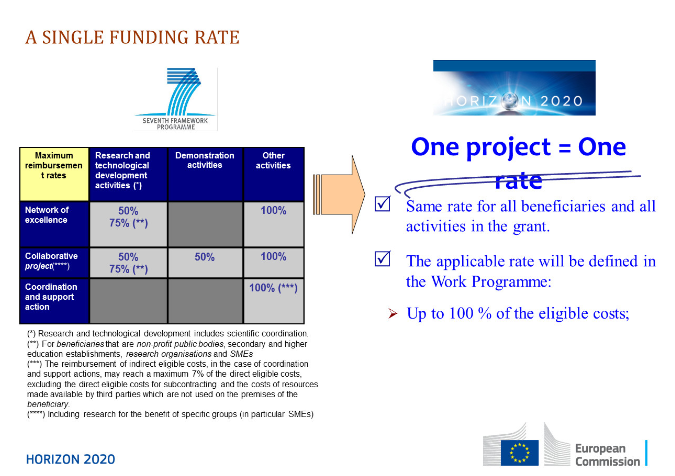 A SINGLE FUNDING RATE
SEVENTH FRAMEWORK
PROGRAMME
Maximum
reimbursemen
t rates
Research and
technological
development
activities (*)
Demonstration
activities
Other
activities
Network of
excellence
50%
75% (**)
100%
Collaborative
project(****)
50%
75% (**)
50%
100%
Coordination
and support
action
100% (***)
(*) Research and technological development includes scientific coordination.
(**) For beneficiaries that are non profit public bodies, secondary and higher
education establishments, research organisations and SMEs
(***) The reimbursement of indirect eligible costs, in the case of coordination
and support actions, may reach a maximum 7% of the direct eligible costs,
excluding the direct eligible costs for subcontracting and the costs of resources
made available by third parties which are not used on the premises of the
beneficiary.
(****) Including research for the benefit of specific groups (in particular SMEs)
HORIZON 2020
One project = One
rate
Same rate for all beneficiaries and all
activities in the grant.
The applicable rate will be defined in
the Work Programme:
Up to 100 % of the eligible costs;
HORIZON 2020
European
Commission